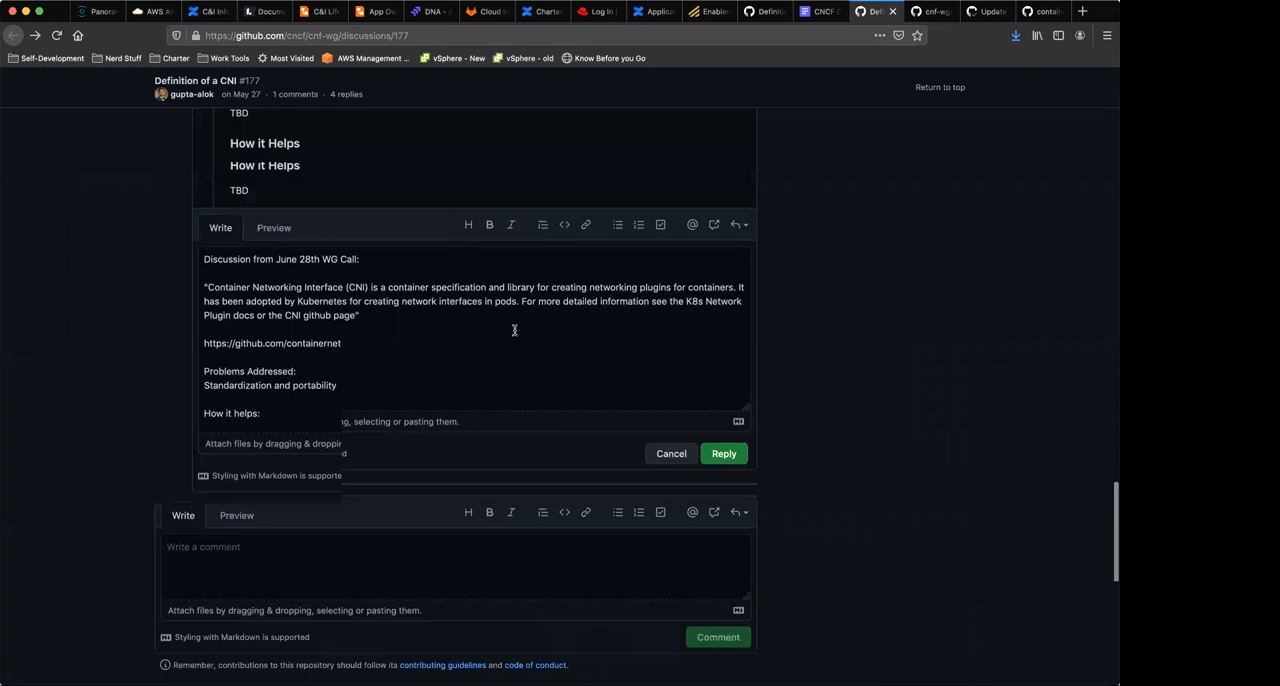 Panora
AWS A
C&I Inf
Docume
C&I Lif
App Ow
DNA - A
Cloud In
Charter
Log In |
Applica
Enable
Definiti
CNCF C
Def
cnf-wg
Update
contain
https://github.com/cncf/cnf-wg/discussions/177
Self-Development
Nerd Stuff
Charter
Work Tools
Most Visited
AWS Management ...
vSphere - New
vSphere - old
Know Before you Go
Definition of a CNI #177
gupta-alok on May 27 · 1 comments · 4 replies
Return to top
TBD
How it Helps
How it Helps
TBD
Write
Preview
Discussion from June 28th WG Call:
"Container Networking Interface (CNI) is a container specification and library for creating networking plugins for containers. It
has been adopted by Kubernetes for creating network interfaces in pods. For more detailed information see the K8s Network
Plugin docs or the CNI github page"
https://github.com/containernet
Problems Addressed:
Standardization and portability
How it helps:
ng, selecting or pasting them.
Attach files by dragging & droppin
d
Cancel
Reply
Styling with Markdown is supporte
Write
Preview
Write a comment
Attach files by dragging & dropping, selecting or pasting them.
Styling with Markdown is supported
Comment
Remember, contributions to this repository should follow its contributing guidelines and code of conduct.